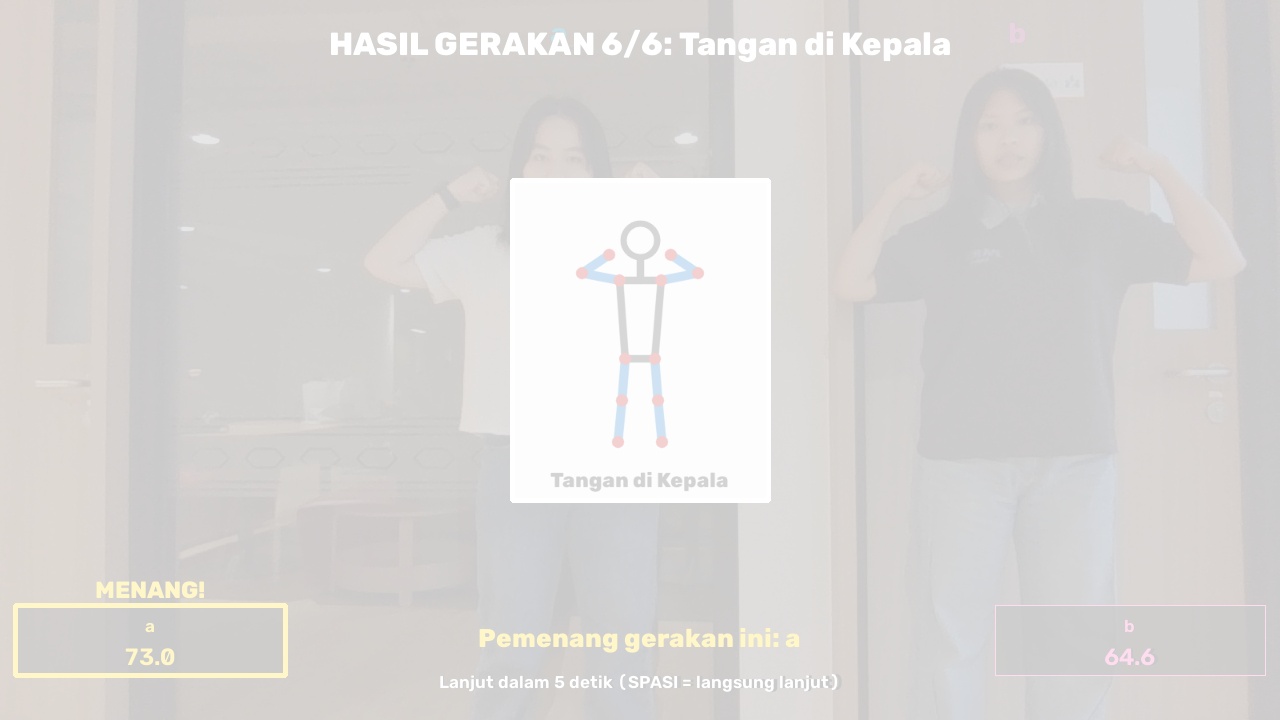 HASIL GERAKAN 6/6: Tangan di Kepala
b
Tangan di Kepala
MENANG!
a
73.0
Pemenang gerakan ini: a
Lanjut dalam 5 detik (SPASI = langsung lanjut)
b
64.6